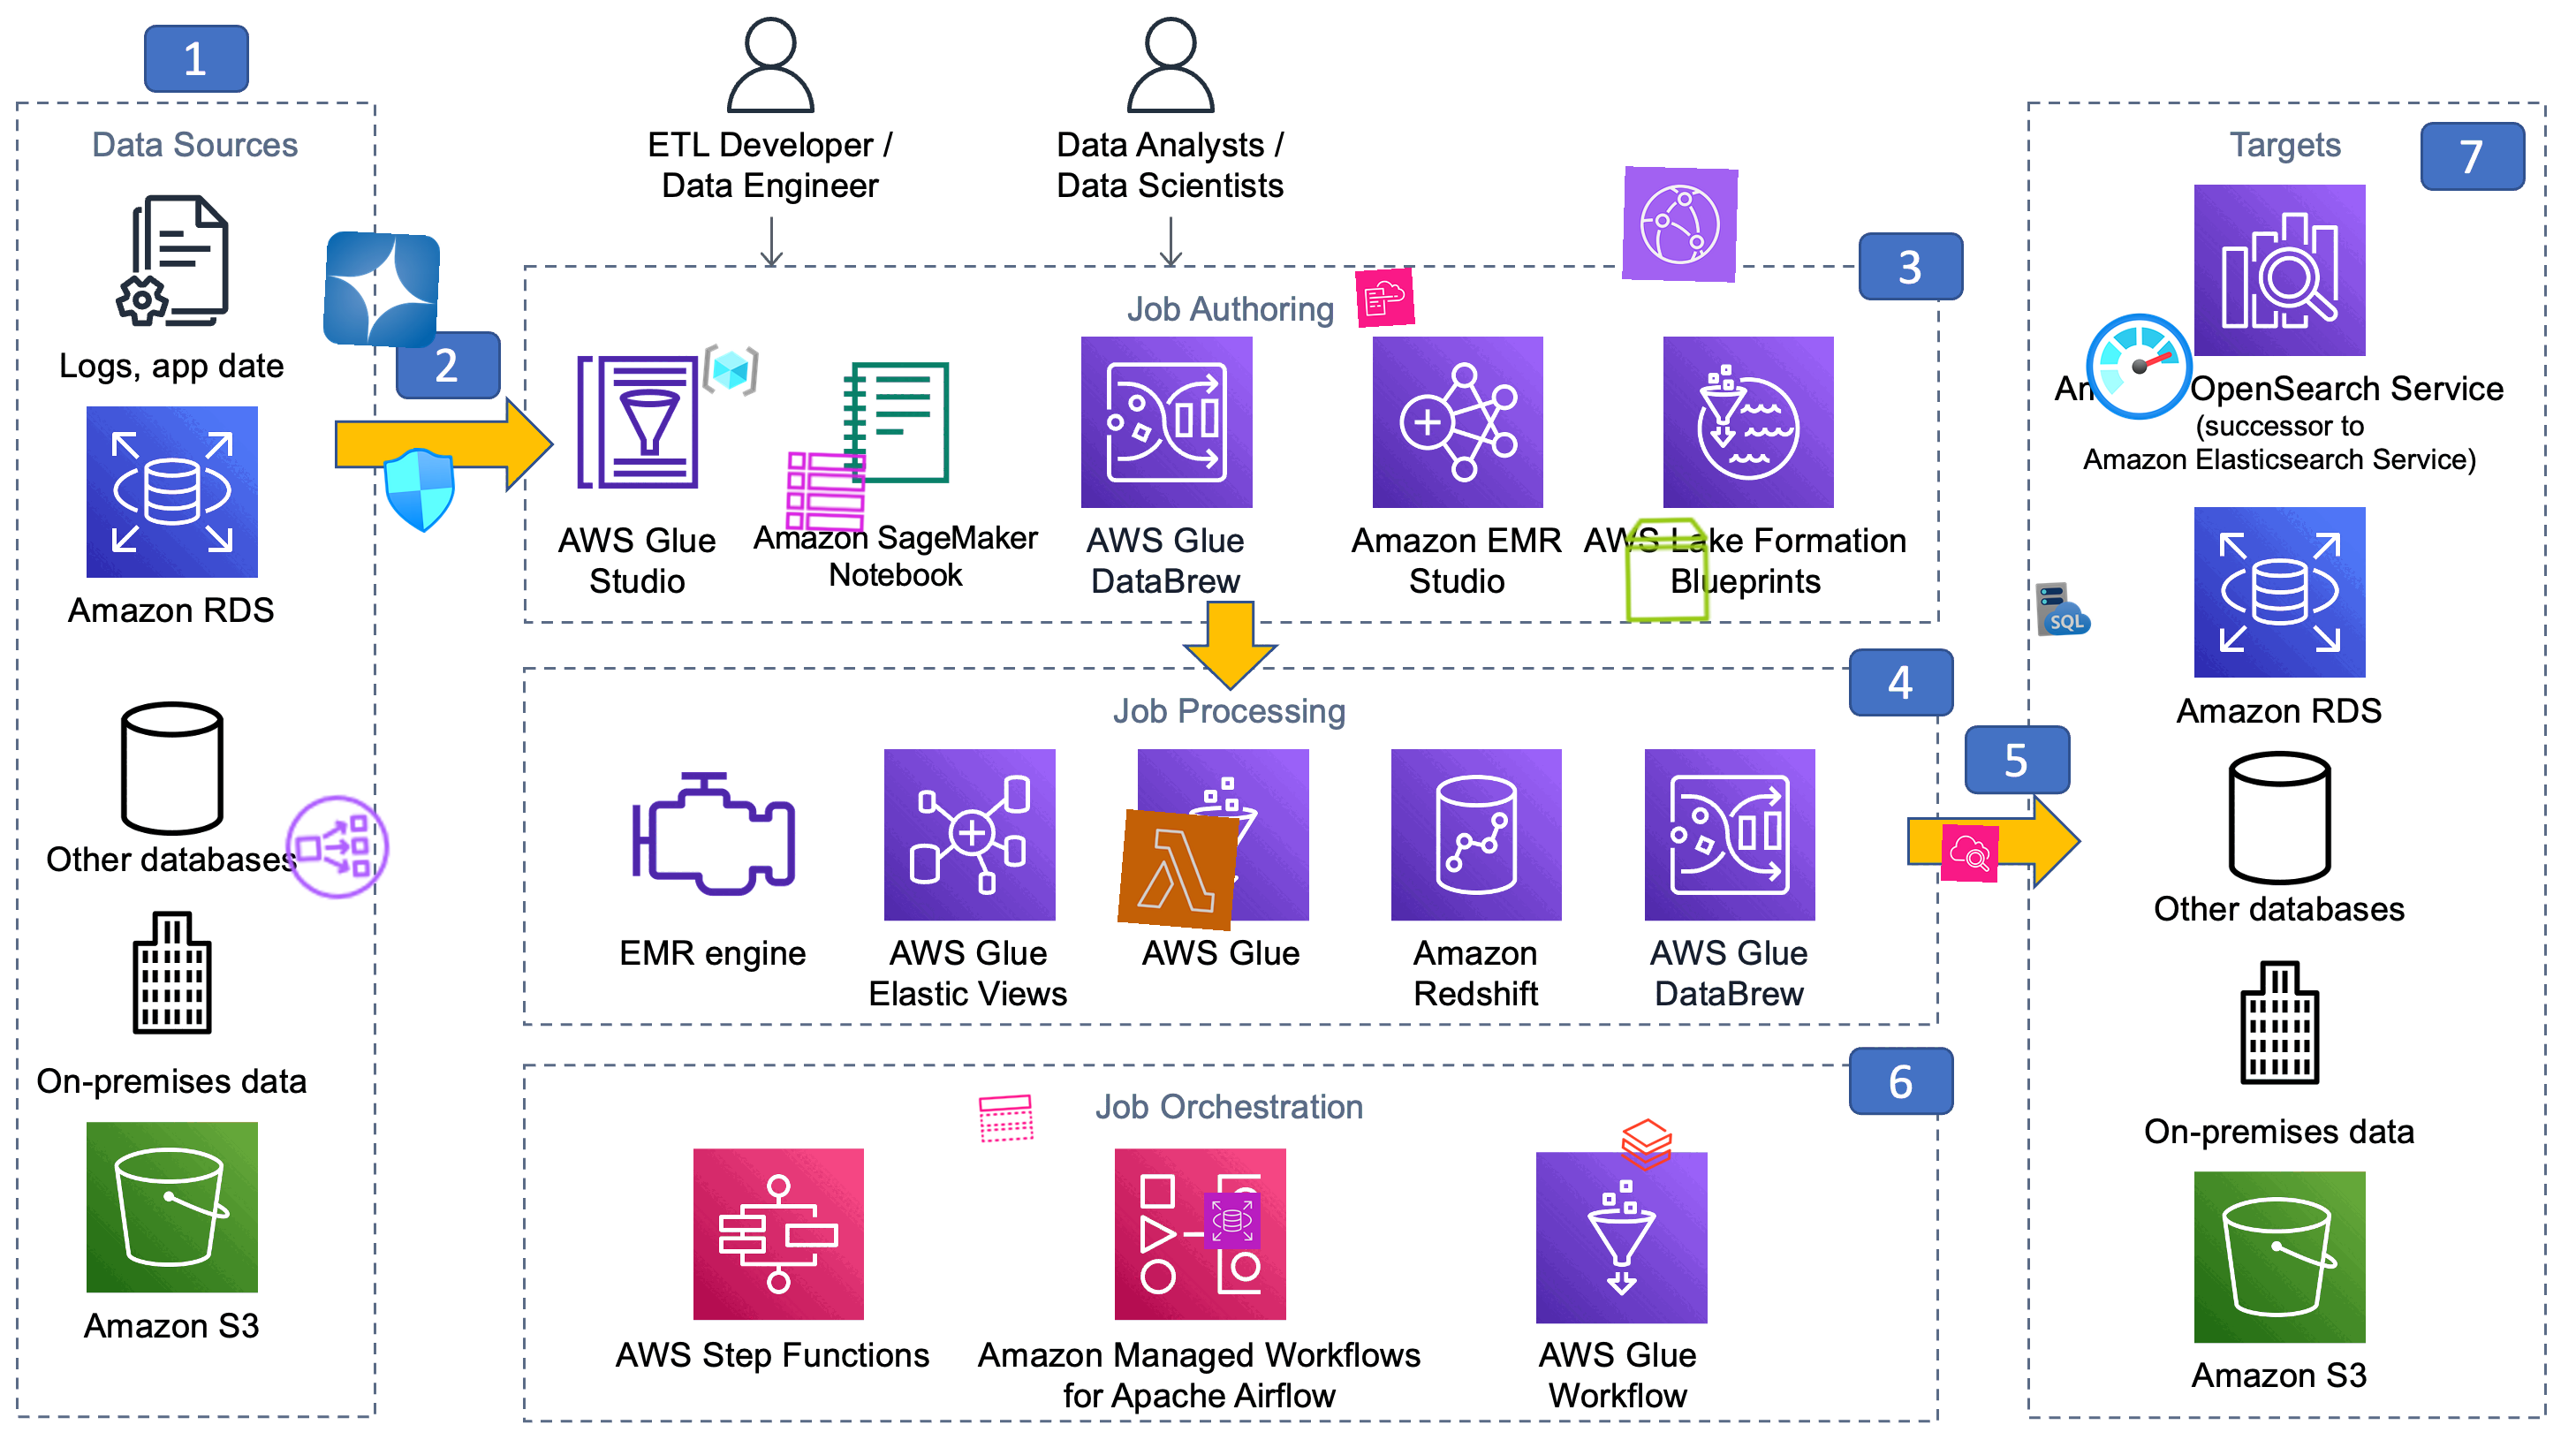 1
Data Sources
Logs, app date
Amazon RDS
Other databases
On-premises data
Amazon S3
2
ETL Developer /
Data Engineer
Data Analysts /
Data Scientists
3
Job Authoring
AWS Glue
Studio
Amazon SageMaker
Notebook
AWS Glue
DataBrew
Amazon EMR
Studio
AWS Lake Formation
Blueprints
4
Job Processing
EMR engine
AWS Glue
Elastic Views
AWS Glue
Amazon
Redshift
AWS Glue
DataBrew
5
6
Job Orchestration
AWS Step Functions
Amazon Managed Workflows
for Apache Airflow
AWS Glue
Workflow
7
Targets
OpenSearch Service
(successor to
Amazon Elasticsearch Service)
SQL
Amazon RDS
Other databases
On-premises data
Amazon S3